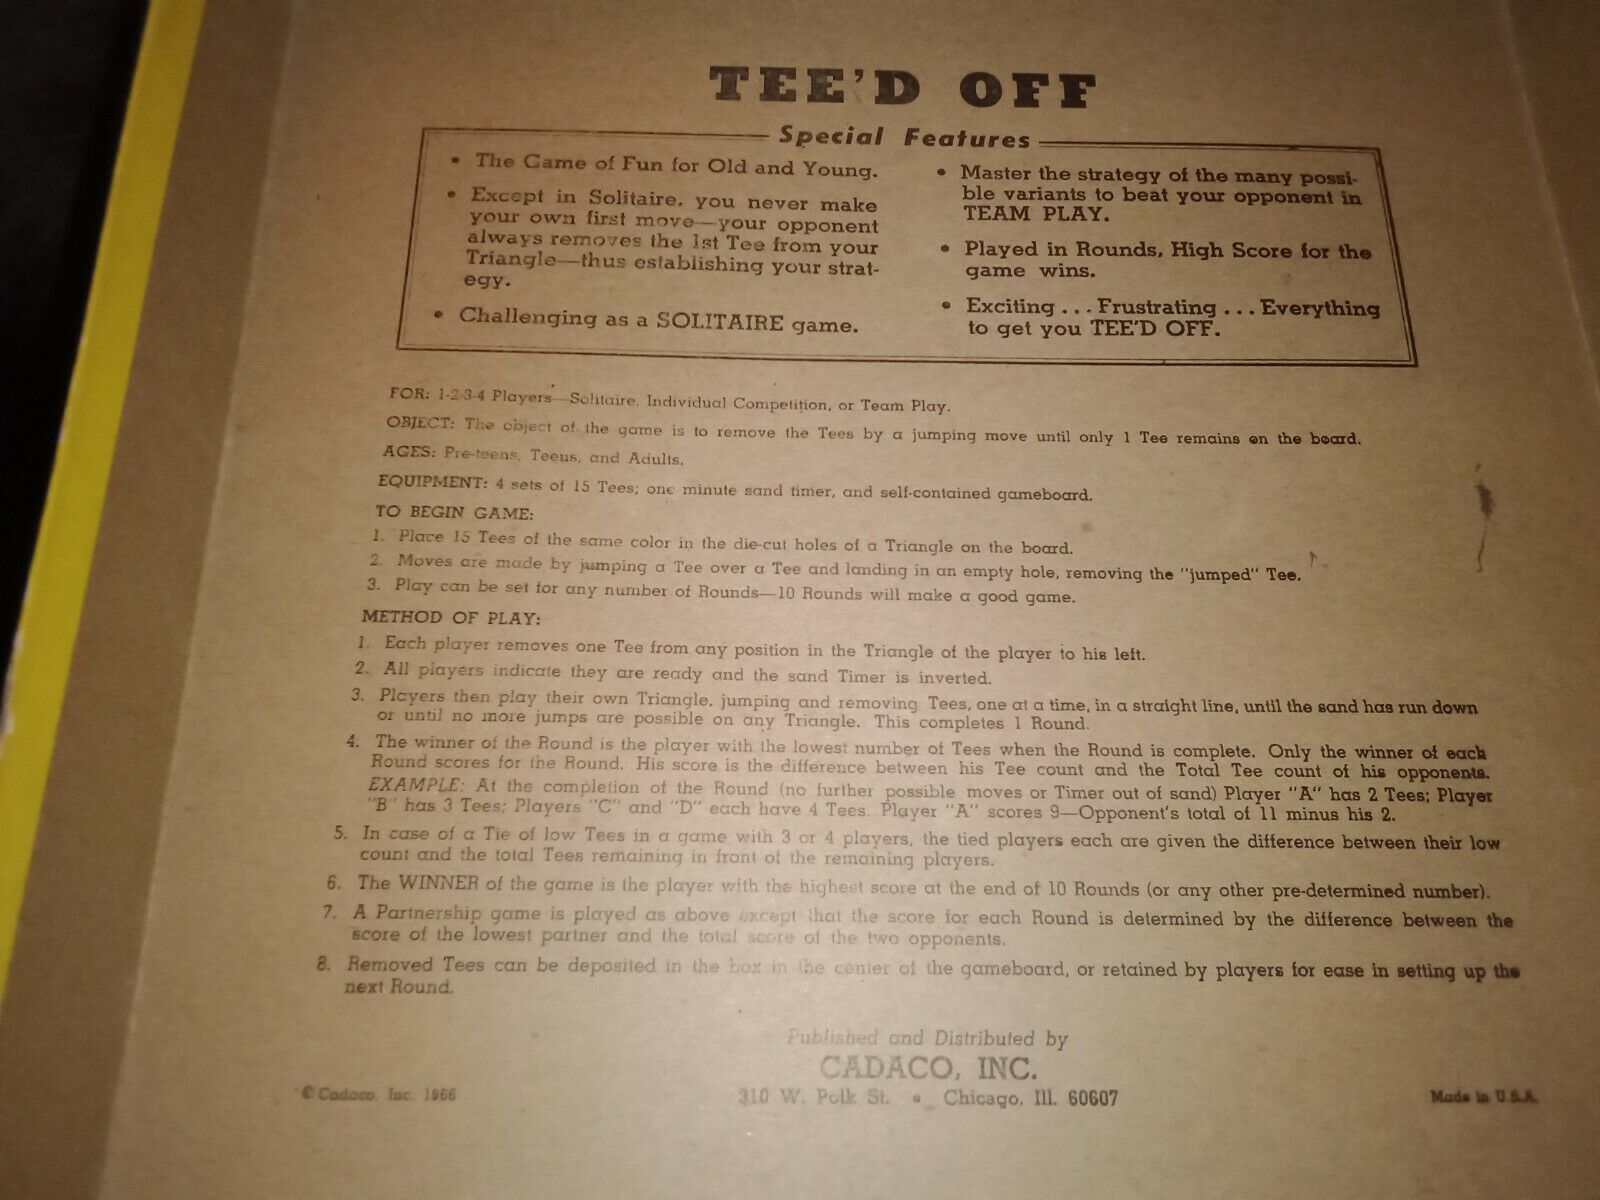 TEE'D OFF
Special Features
• The Game of Fun for Old and Young.
• Except in Solitaire, you never make
your own first move—your opponent
always removes the 1st Tee from your
Triangle—thus establishing your strat-
egy.
• Challenging as a SOLITAIRE game.
• Master the strategy of the many possi-
ble variants to beat your opponent in
TEAM PLAY.
• Played in Rounds, High Score for the
game wins.
• Exciting . . . Frustrating . . . Everything
to get you TEE'D OFF.
FOR: 1-2-3-4 Players—Solitaire, Individual Competition, or Team Play.
OBJECT: The object of the game is to remove the Tees by a jumping move until only 1 Tee remains on the board.
AGES: Pre-teens, Teens, and Adults.
EQUIPMENT: 4 sets of 15 Tees; one minute sand timer, and self-contained gameboard.
TO BEGIN GAME:
1. Place 15 Tees of the same color in the die-cut holes of a Triangle on the board.
2. Moves are made by jumping a Tee over a Tee and landing in an empty hole, removing the "jumped" Tee.
3. Play can be set for any number of Rounds—10 Rounds will make a good game.
METHOD OF PLAY:
1. Each player removes one Tee from any position in the Triangle of the player to his left.
2. All players indicate they are ready and the sand Timer is inverted.
3. Players then play their own Triangle, jumping and removing Tees, one at a time, in a straight line, until the sand has run down
or until no more jumps are possible on any Triangle. This completes 1 Round.
4. The winner of the Round is the player with the lowest number of Tees when the Round is complete. Only the winner of each
Round scores for the Round. His score is the difference between his Tee count and the Total Tee count of his opponents.
EXAMPLE: At the completion of the Round (no further possible moves or Timer out of sand) Player "A" has 2 Tees; Player
"B" has 3 Tees; Players "C" and "D" each have 4 Tees. Player "A" scores 9—Opponent's total of 11 minus his 2.
5. In case of a Tie of low Tees in a game with 3 or 4 players, the tied players each are given the difference between their low
count and the total Tees remaining in front of the remaining players.
6. The WINNER of the game is the player with the highest score at the end of 10 Rounds (or any other pre-determined number).
7. A Partnership game is played as above except that the score for each Round is determined by the difference between the
score of the lowest partner and the total score of the two opponents.
8. Removed Tees can be deposited in the box in the center of the gameboard, or retained by players for ease in setting up the
next Round.
Published and Distributed by
CADACO, INC.
310 W. Polk St. • Chicago, Ill. 60607
© Cadaco, Inc. 1966
Made in U.S.A.